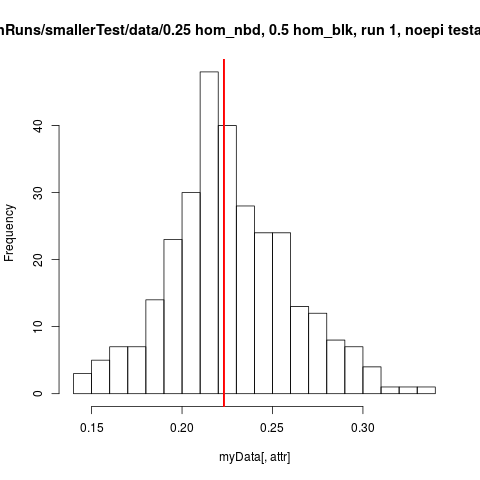 nRuns/smallerTest/data/0.25 hom_nbd, 0.5 hom_blk, run 1, noepi testa
Frequency
40
30
20
10
0
0.15 0.20 0.25 0.30
myData[, attr]